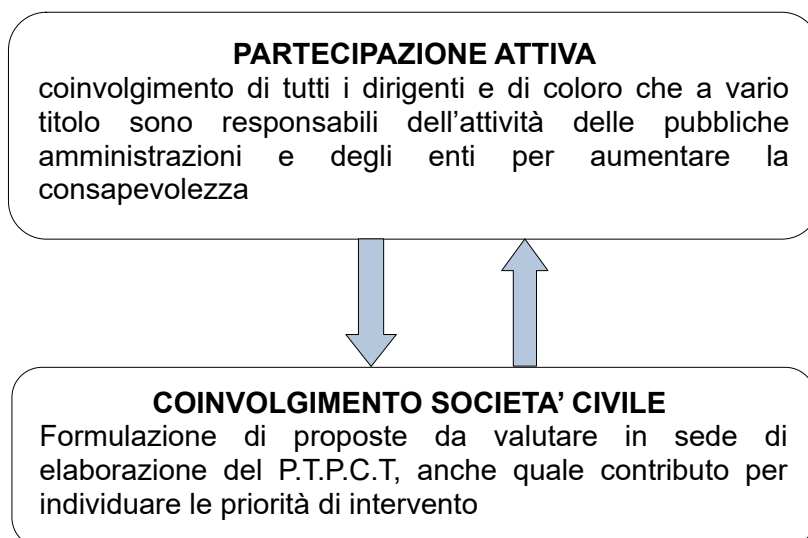 PARTECIPAZIONE ATTIVA
coinvolgimento di tutti i dirigenti e di coloro che a vario
titolo sono responsabili dell’attività delle pubbliche
amministrazioni e degli enti per aumentare la
consapevolezza
COINVOLGIMENTO SOCIETA’ CIVILE
Formulazione di proposte da valutare in sede di
elaborazione del P.T.P.C.T, anche quale contributo per
individuare le priorità di intervento